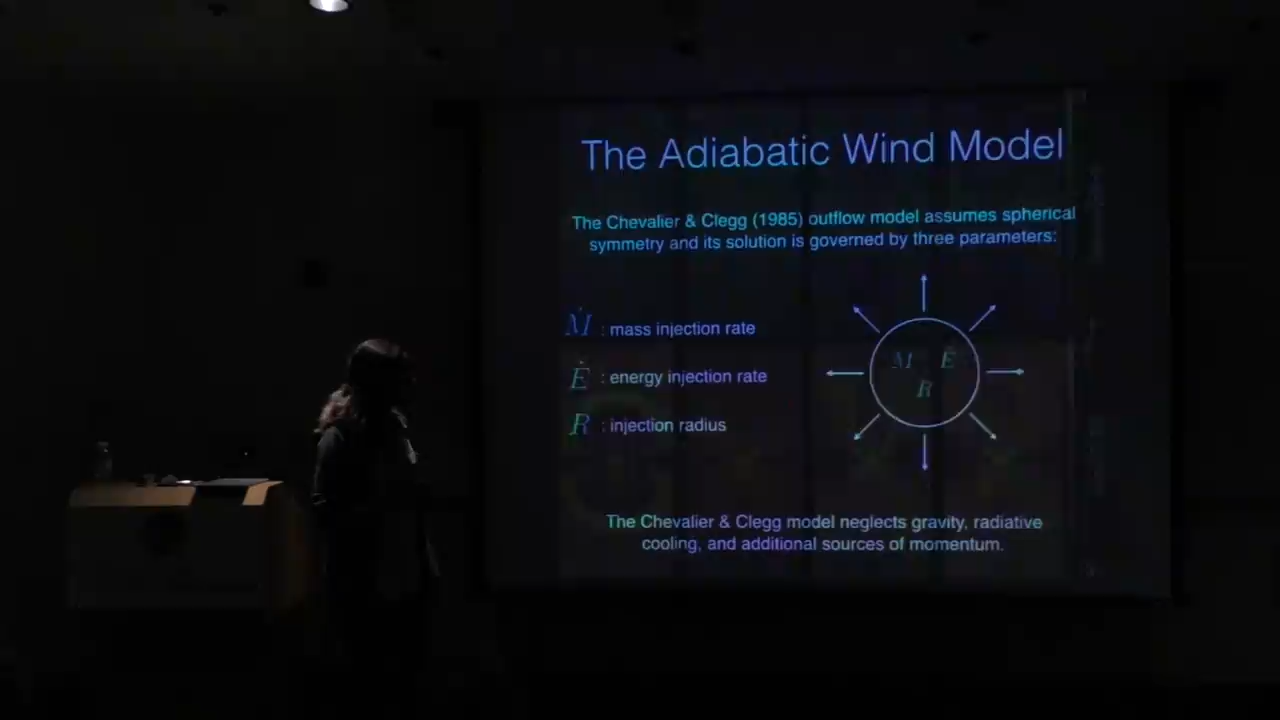 The Adiabatic Wind Model
The Chevalier & Clegg (1985) outflow model assumes spherical
symmetry and its solution is governed by three parameters:
Ṁ : mass injection rate
Ė : energy injection rate
R : injection radius
Ṁ Ė
R
The Chevalier & Clegg model neglects gravity, radiative
cooling, and additional sources of momentum.